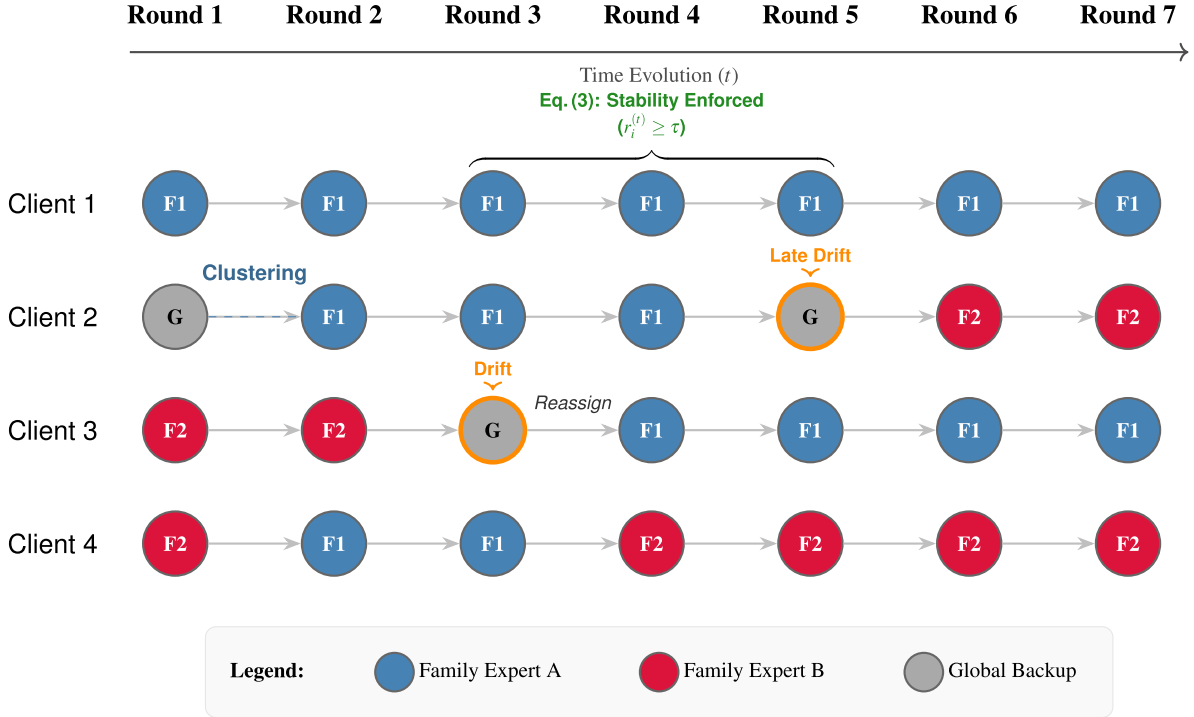 Round 1 Round 2 Round 3 Round 4 Round 5 Round 6 Round 7
Time Evolution (t)
Eq. (3): Stability Enforced
(r_i^{(t)} ≥ τ)
Client 1 F1 F1 F1 F1 F1 F1 F1
Late Drift
Clustering
Client 2 G F1 F1 F1 G F2 F2
Drift
Reassign
Client 3 F2 F2 G F1 F1 F1 F1
Client 4 F2 F1 F1 F2 F2 F2 F2
Legend: Family Expert A Family Expert B Global Backup